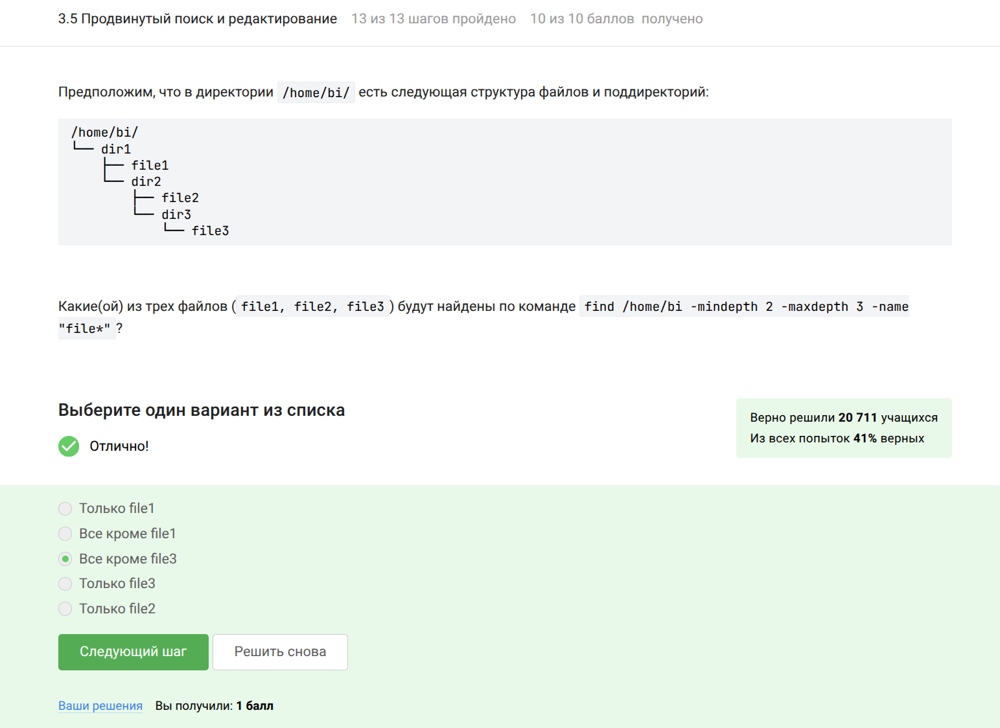 3.5 Продвинутый поиск и редактирование 13 из 13 шагов пройдено 10 из 10 баллов получено
Предположим, что в директории /home/bi/ есть следующая структура файлов и поддиректорий:
/home/bi/
└── dir1
    ├── file1
    └── dir2
        ├── file2
        └── dir3
            └── file3
Какие(ой) из трех файлов ( file1, file2, file3 ) будут найдены по команде find /home/bi -mindepth 2 -maxdepth 3 -name
"file*" ?
Выберите один вариант из списка
Верно решили 20 711 учащихся
Из всех попыток 41% верных
Отлично!
Только file1
Все кроме file1
Все кроме file3
Только file3
Только file2
Следующий шаг Решить снова
Ваши решения Вы получили: 1 балл